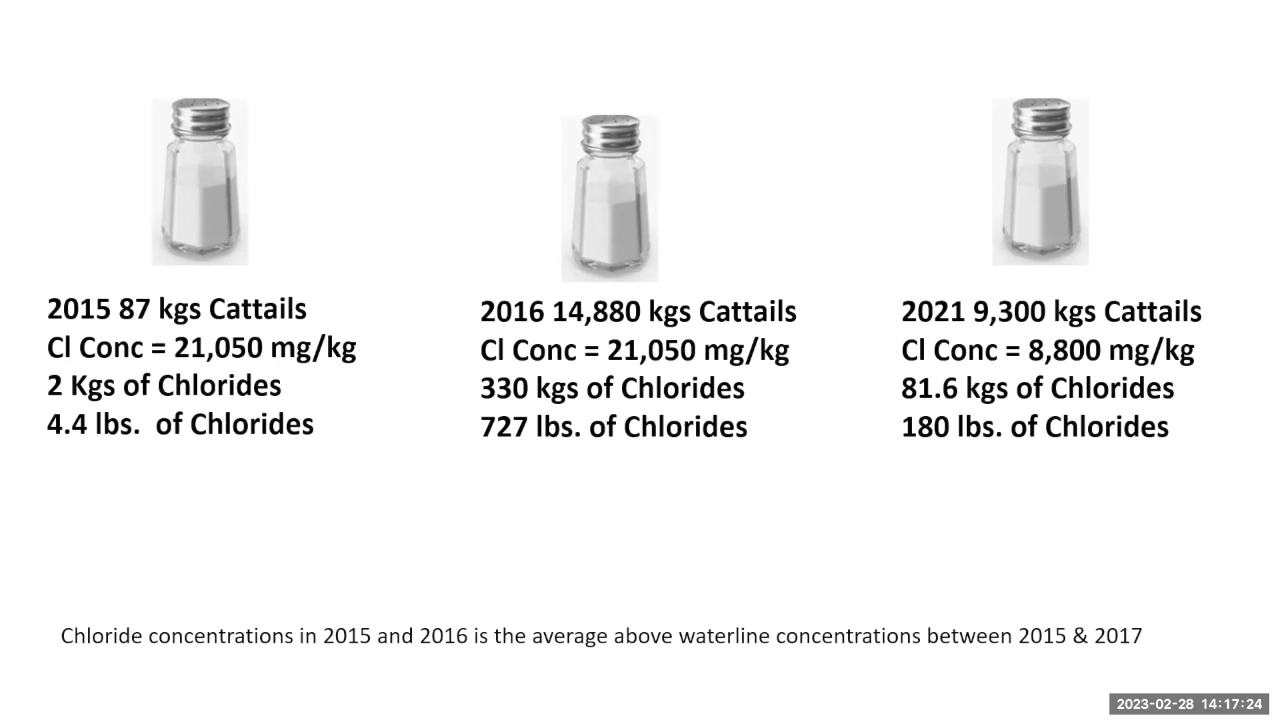 2015 87 kgs Cattails
Cl Conc = 21,050 mg/kg
2 Kgs of Chlorides
4.4 lbs.  of Chlorides
2016 14,880 kgs Cattails
Cl Conc = 21,050 mg/kg
330 kgs of Chlorides
727 lbs. of Chlorides
2021 9,300 kgs Cattails
Cl Conc = 8,800 mg/kg
81.6 kgs of Chlorides
180 lbs. of Chlorides
Chloride concentrations in 2015 and 2016 is the average above waterline concentrations between 2015 & 2017
2023-02-28 14:17:24